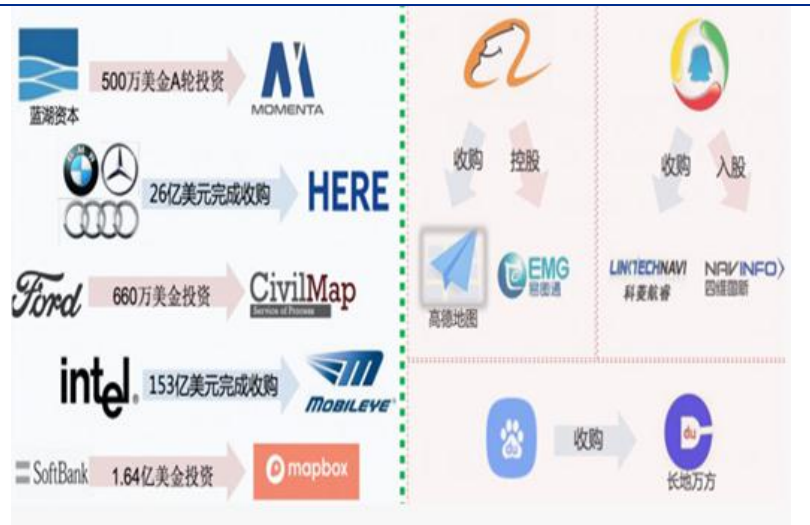 蓝湖资本
500万美金A轮投资
MOMENTA
26亿美元完成收购
HERE
Ford
660万美金投资
CivilMap
Service of Process
intel.
153亿美元完成收购
MOBILEYE
SoftBank
1.64亿美金投资
mapbox
收购 控股
高德地图
EMG
易图通
收购 入股
LINKTECHNAVI
科菱航睿
NAVINFO
四维图新
du
收购
du
长地万方